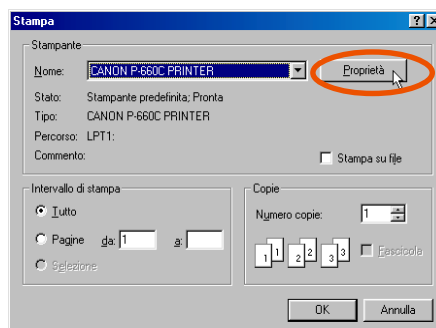 Stampa
Stampante
Nome: CANON P-660C PRINTER Proprietà
Stato: Stampante predefinita; Pronta
Tipo: CANON P-660C PRINTER
Percorso: LPT1:
Commento: Stampa su file
Intervallo di stampa
Tutto
Pagine da: 1 a:
Selezione
Copie
Numero copie: 1
1 1 2 2 3 3 Fascicola
OK Annulla